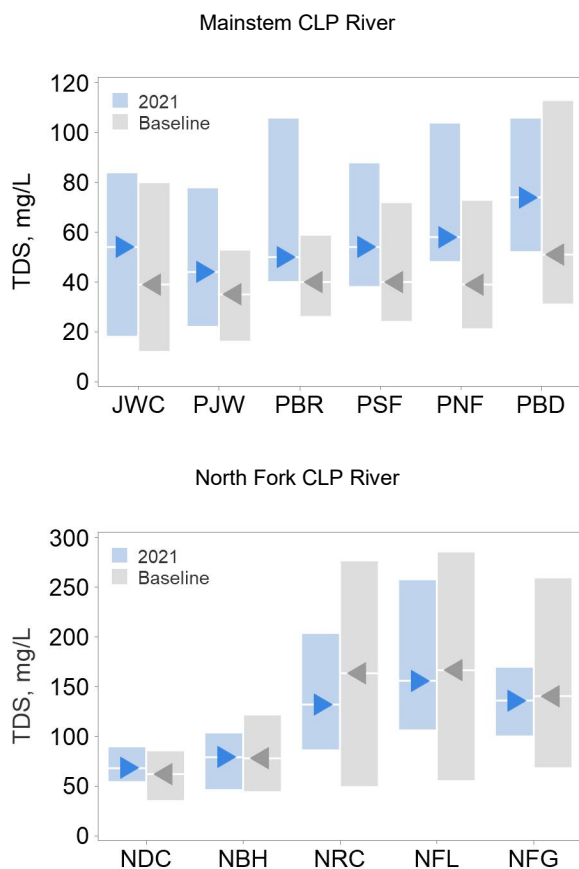 Mainstem CLP River
TDS, mg/L
120
100
80
60
40
20
0
2021
Baseline
JWC PJW PBR PSF PNF PBD
North Fork CLP River
TDS, mg/L
300
250
200
150
100
50
0
2021
Baseline
NDC NBH NRC NFL NFG